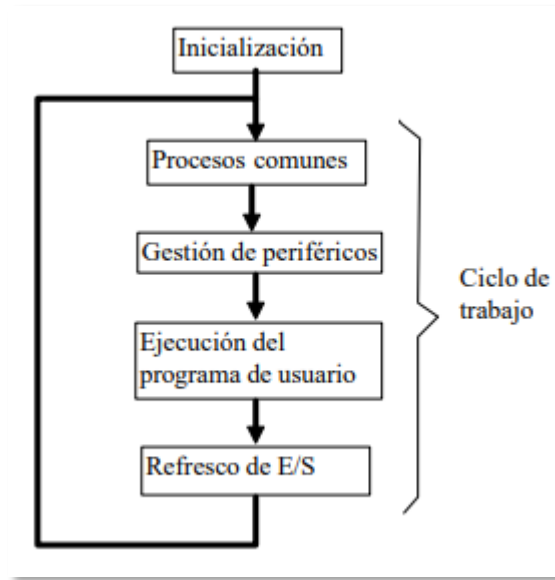 Inicialización
Procesos comunes
Gestión de periféricos
Ejecución del
programa de usuario
Refresco de E/S
Ciclo de
trabajo